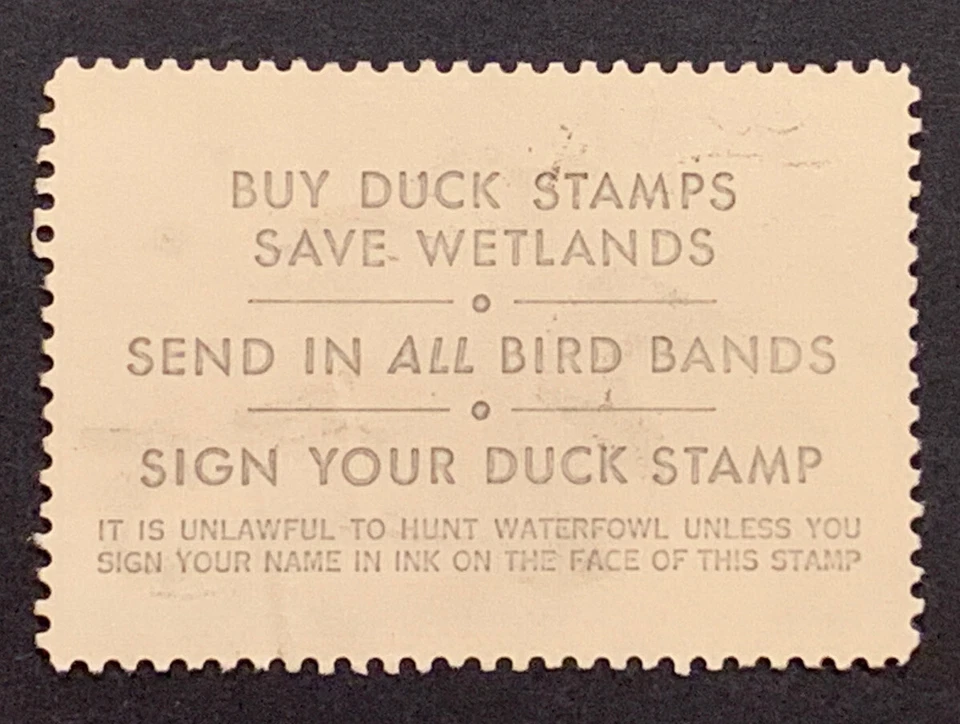 BUY DUCK STAMPS
SAVE WETLANDS
SEND IN ALL BIRD BANDS
SIGN YOUR DUCK STAMP
IT IS UNLAWFUL TO HUNT WATERFOWL UNLESS YOU
SIGN YOUR NAME IN INK ON THE FACE OF THIS STAMP